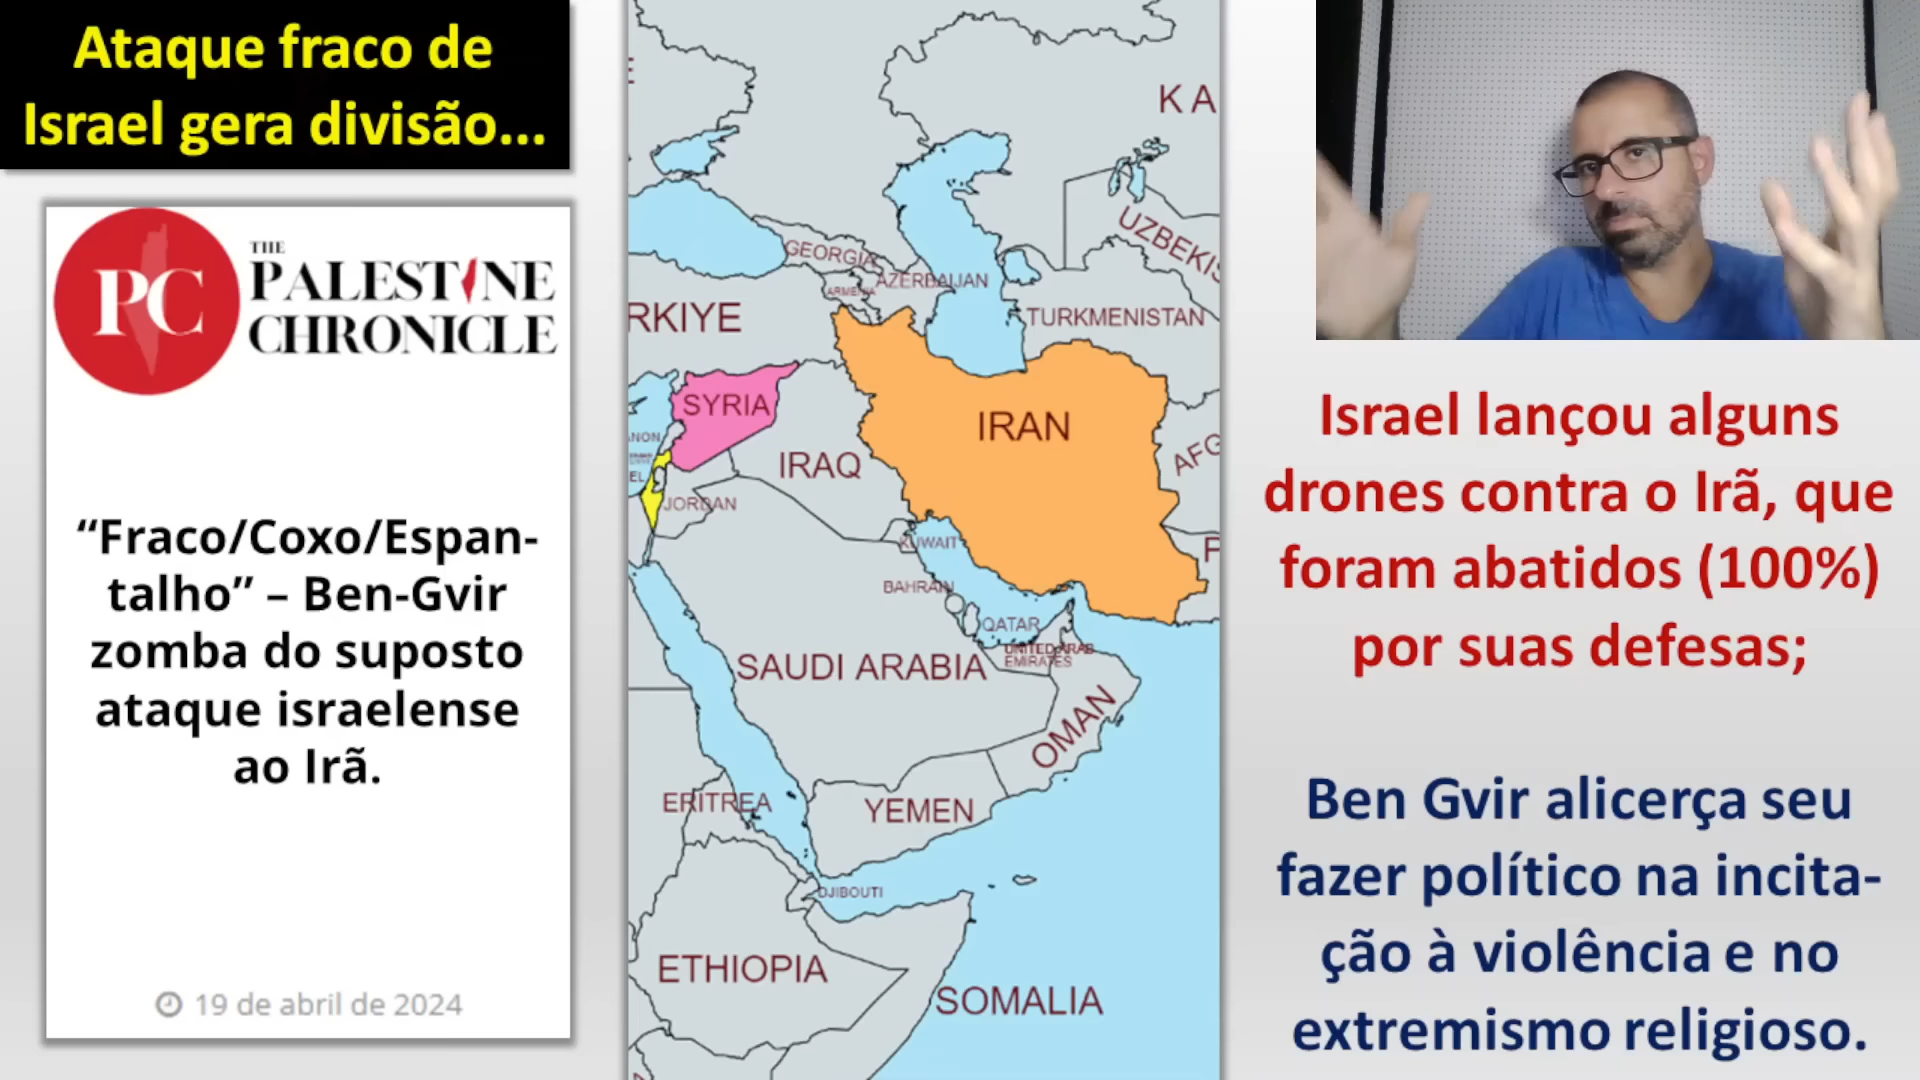 Ataque fraco de
Israel gera divisão...
PC
THE
PALESTINE
CHRONICLE
“Fraco/Coxo/Espan-
talho” – Ben-Gvir
zomba do suposto
ataque israelense
ao Irã.
19 de abril de 2024
KA
UZBEKIS
GEORGIA
ARMENIA
AZERBAIJAN
RKIYE
TURKMENISTAN
SYRIA
IRAN
NON
IRAQ
AFG
EL
JORDAN
KUWAIT
BAHRAIN
QATAR
UNITED ARAB
EMIRATES
SAUDI ARABIA
OMAN
ERITREA
YEMEN
DJIBOUTI
ETHIOPIA
SOMALIA
Israel lançou alguns
drones contra o Irã, que
foram abatidos (100%)
por suas defesas;
Ben Gvir alicerça seu
fazer político na incita-
ção à violência e no
extremismo religioso.